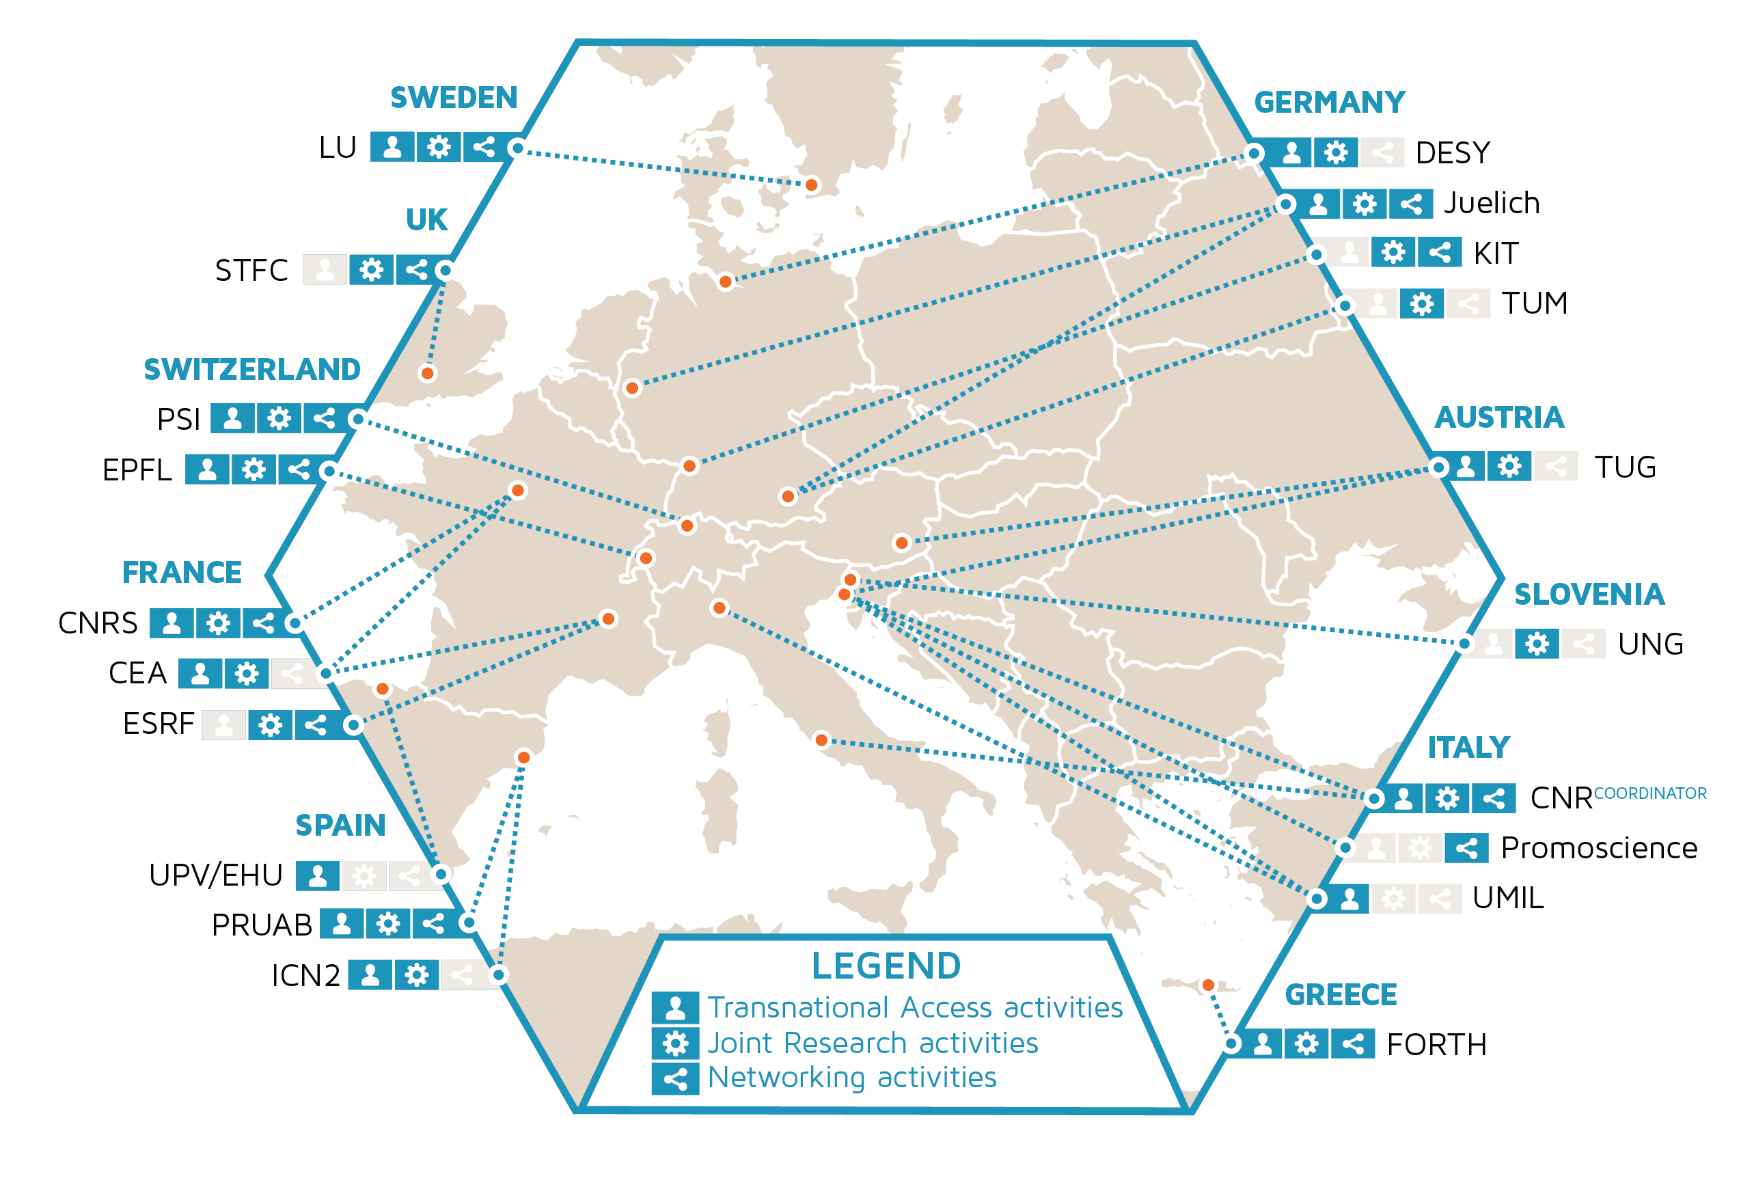 SWEDEN
LU
UK
STFC
SWITZERLAND
PSI
EPFL
FRANCE
CNRS
CEA
ESRF
SPAIN
UPV/EHU
PRUAB
ICN2
GERMANY
DESY
Juelich
KIT
TUM
AUSTRIA
TUG
SLOVENIA
UNG
ITALY
CNRCOORDINATOR
Promoscience
UMIL
GREECE
FORTH
LEGEND
Transnational Access activities
Joint Research activities
Networking activities